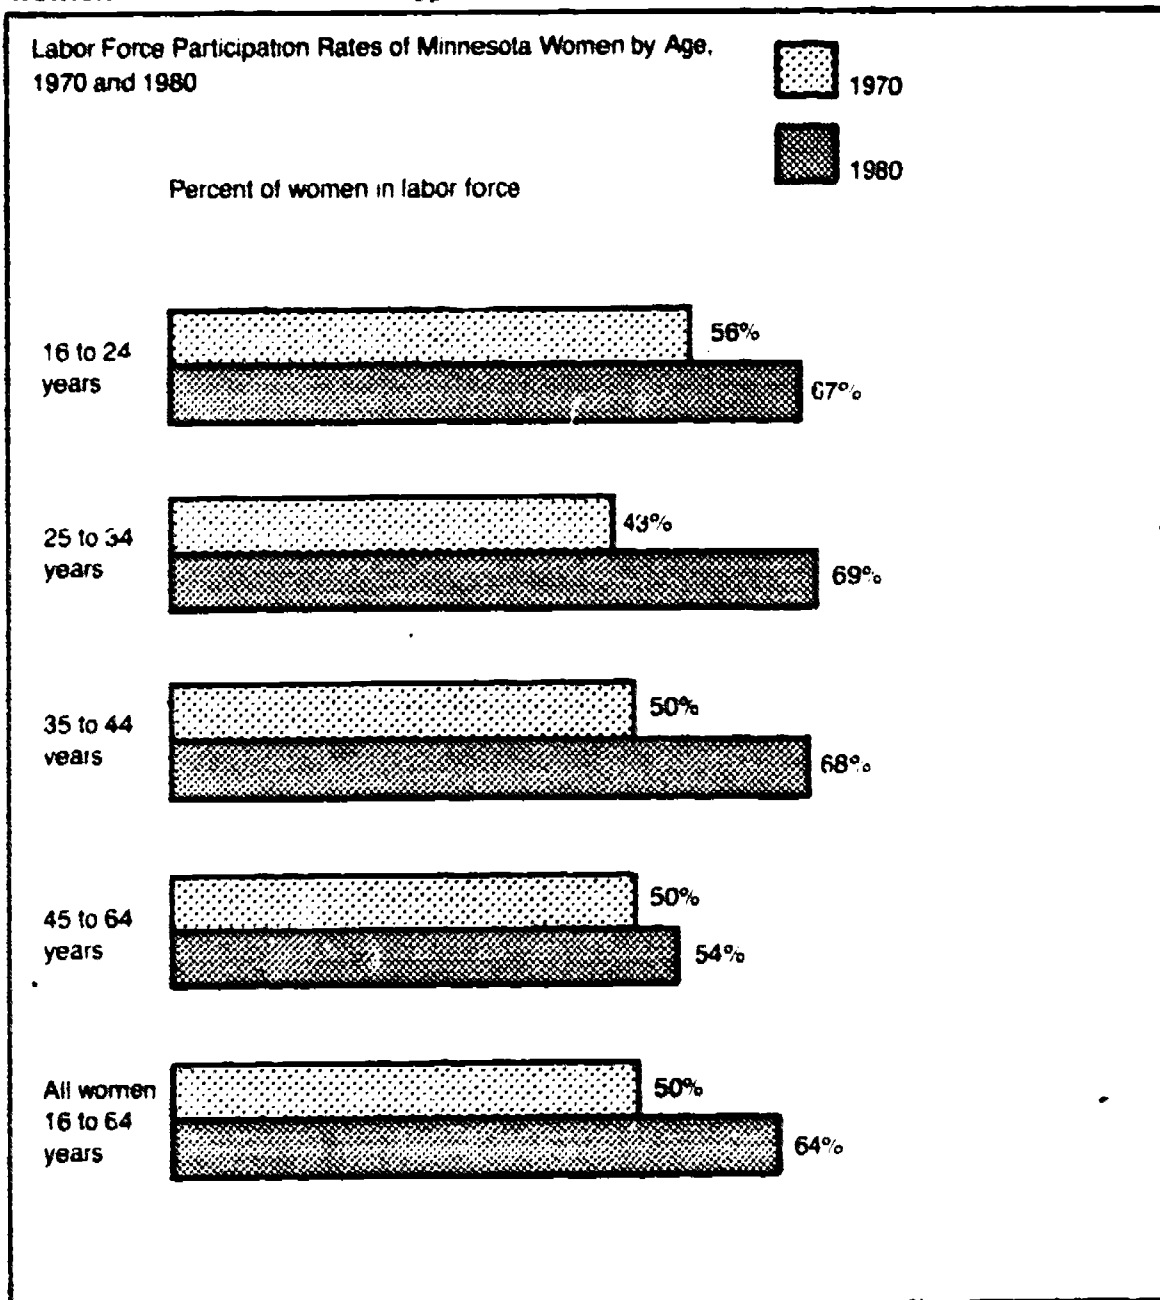 Labor Force Participation Rates of Minnesota Women by Age,
1970 and 1980
1970
1980
Percent of women in labor force
16 to 24
years
56%
67%
25 to 34
years
43%
69%
35 to 44
years
50%
68%
45 to 64
years
50%
54%
All women
16 to 64
years
50%
64%